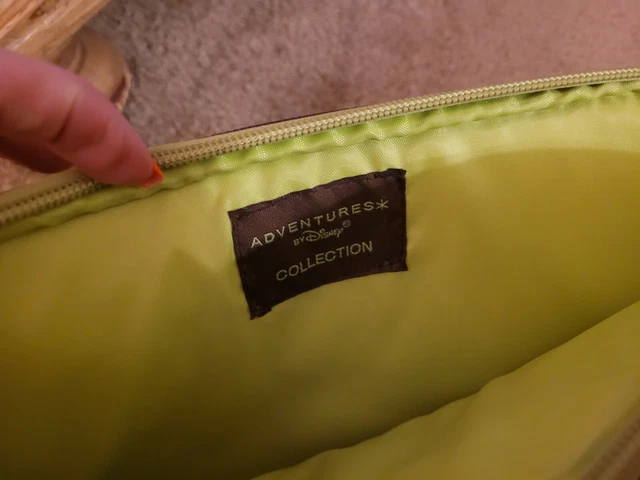 ADVENTURES*
BY Disney®
COLLECTION